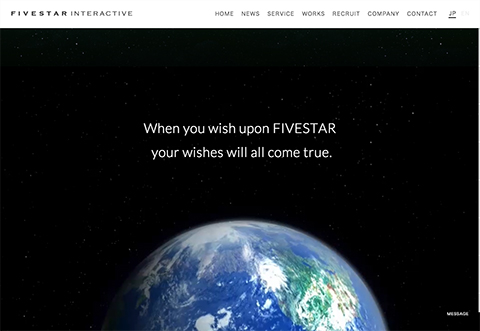 FIVESTAR INTERACTIVE
HOME NEWS SERVICE WORKS RECRUIT COMPANY CONTACT JP EN
When you wish upon FIVESTAR
your wishes will all come true.
MESSAGE